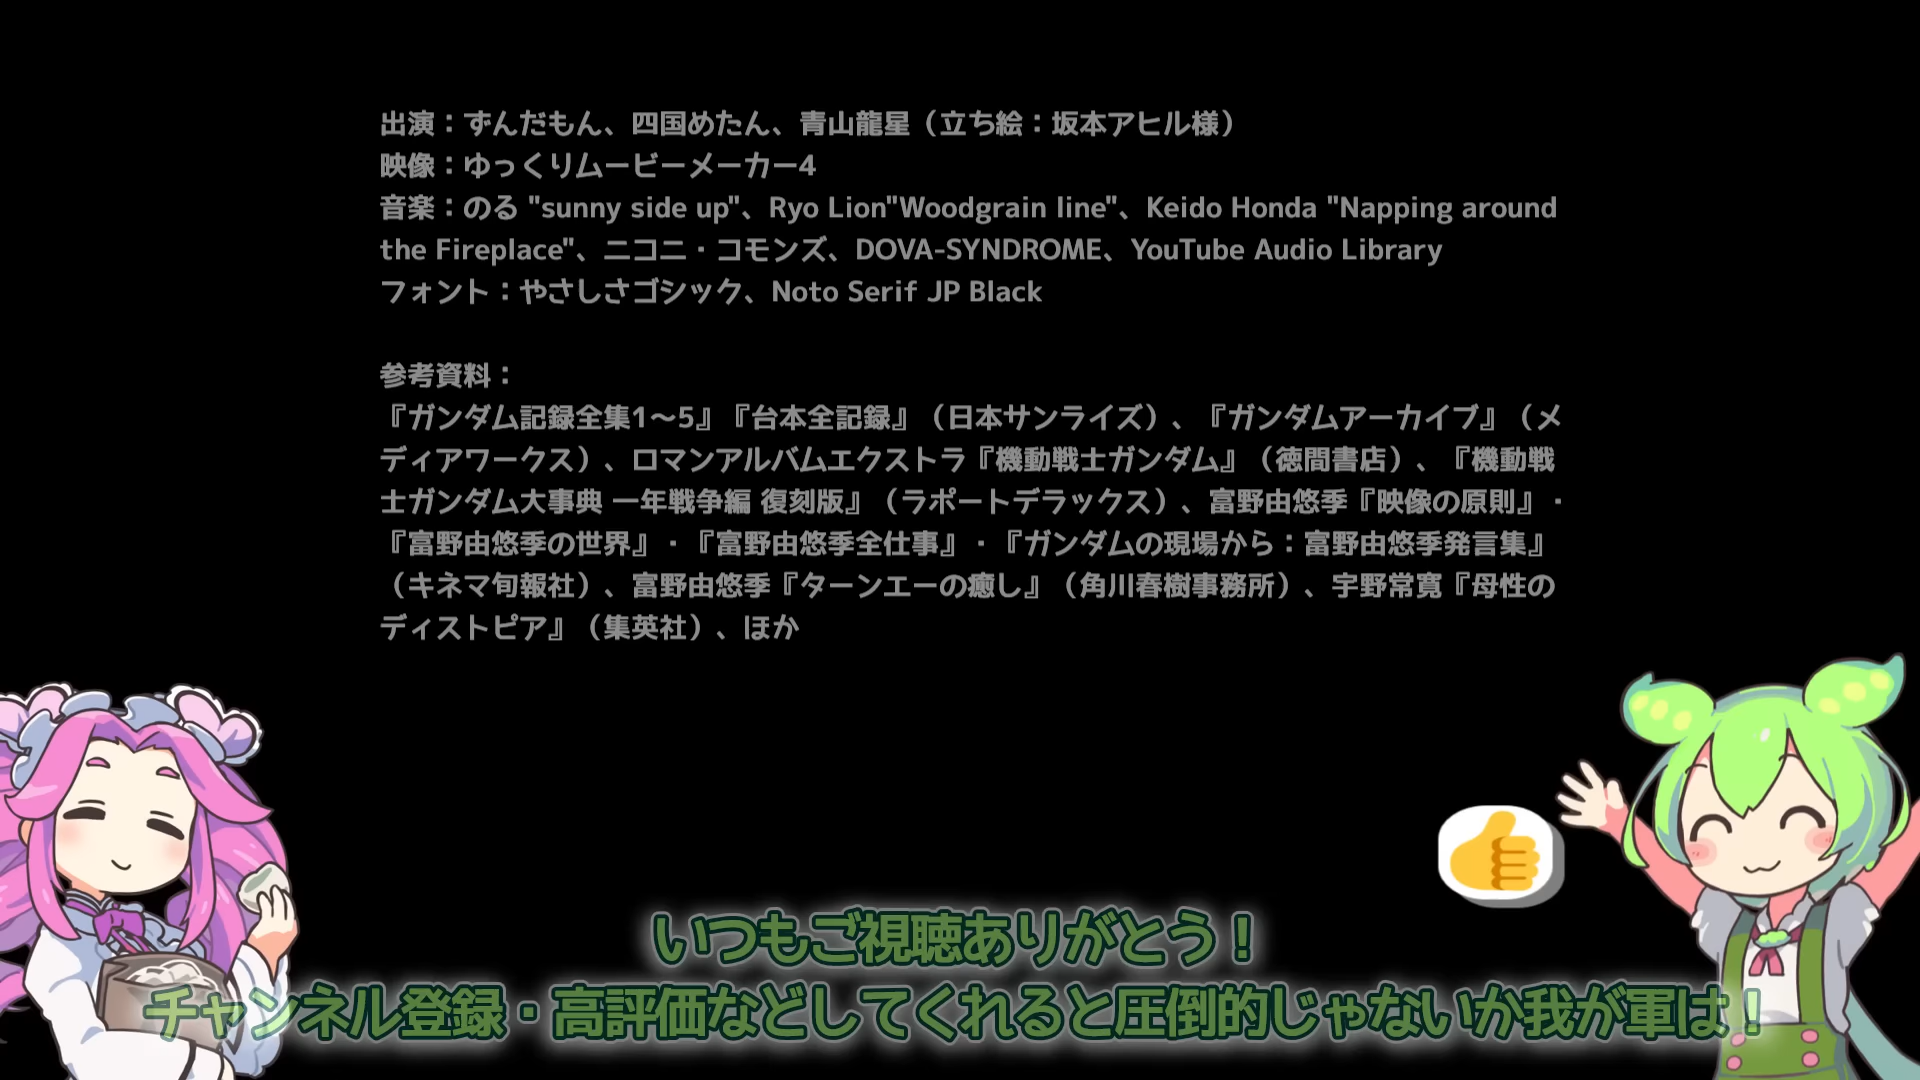 出演：ずんだもん、四国めたん、青山龍星（立ち絵：坂本アヒル様）
映像：ゆっくりムービーメーカー4
音楽：のる "sunny side up"、Ryo Lion"Woodgrain line"、Keido Honda "Napping around
the Fireplace"、ニコニ・コモンズ、DOVA-SYNDROME、YouTube Audio Library
フォント：やさしさゴシック、Noto Serif JP Black
参考資料：
『ガンダム記録全集1～5』『台本全記録』（日本サンライズ）、『ガンダムアーカイブ』（メ
ディアワークス）、ロマンアルバムエクストラ『機動戦士ガンダム』（徳間書店）、『機動戦
士ガンダム大事典 一年戦争編 復刻版』（ラポートデラックス）、富野由悠季『映像の原則』・
『富野由悠季の世界』・『富野由悠季全仕事』・『ガンダムの現場から：富野由悠季発言集』
（キネマ旬報社）、富野由悠季『ターンエーの癒し』（角川春樹事務所）、宇野常寛『母性の
ディストピア』（集英社）、ほか
いつもご視聴ありがとう！
チャンネル登録・高評価などしてくれると圧倒的じゃないか我が軍は！